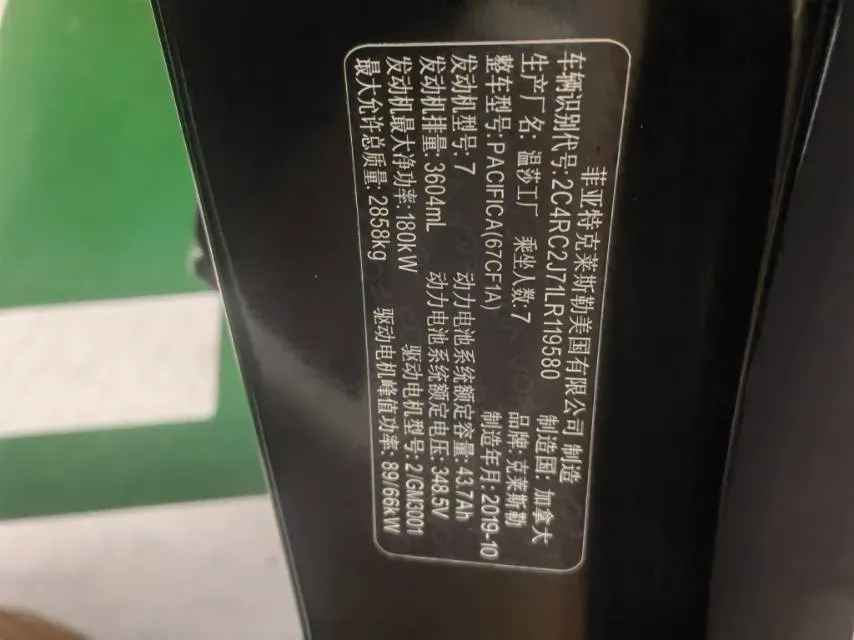 菲亚特克莱斯勒美国有限公司 制造
车辆识别代号:2C4RC2J71LR119580 制造国: 加拿大
生产厂名: 温莎工厂 乘坐人数:7 品牌:克莱斯勒
整车型号:PACIFICA(67CF1A) 制造年月: 2019-10
发动机型号: 7 动力电池系统额定容量: 43.7Ah
发动机排量: 3604mL 动力电池系统额定电压: 348.5V
发动机最大净功率:180kW 驱动电机型号: 2/GM3001
最大允许总质量: 2858kg 驱动电机峰值功率: 89/66kW